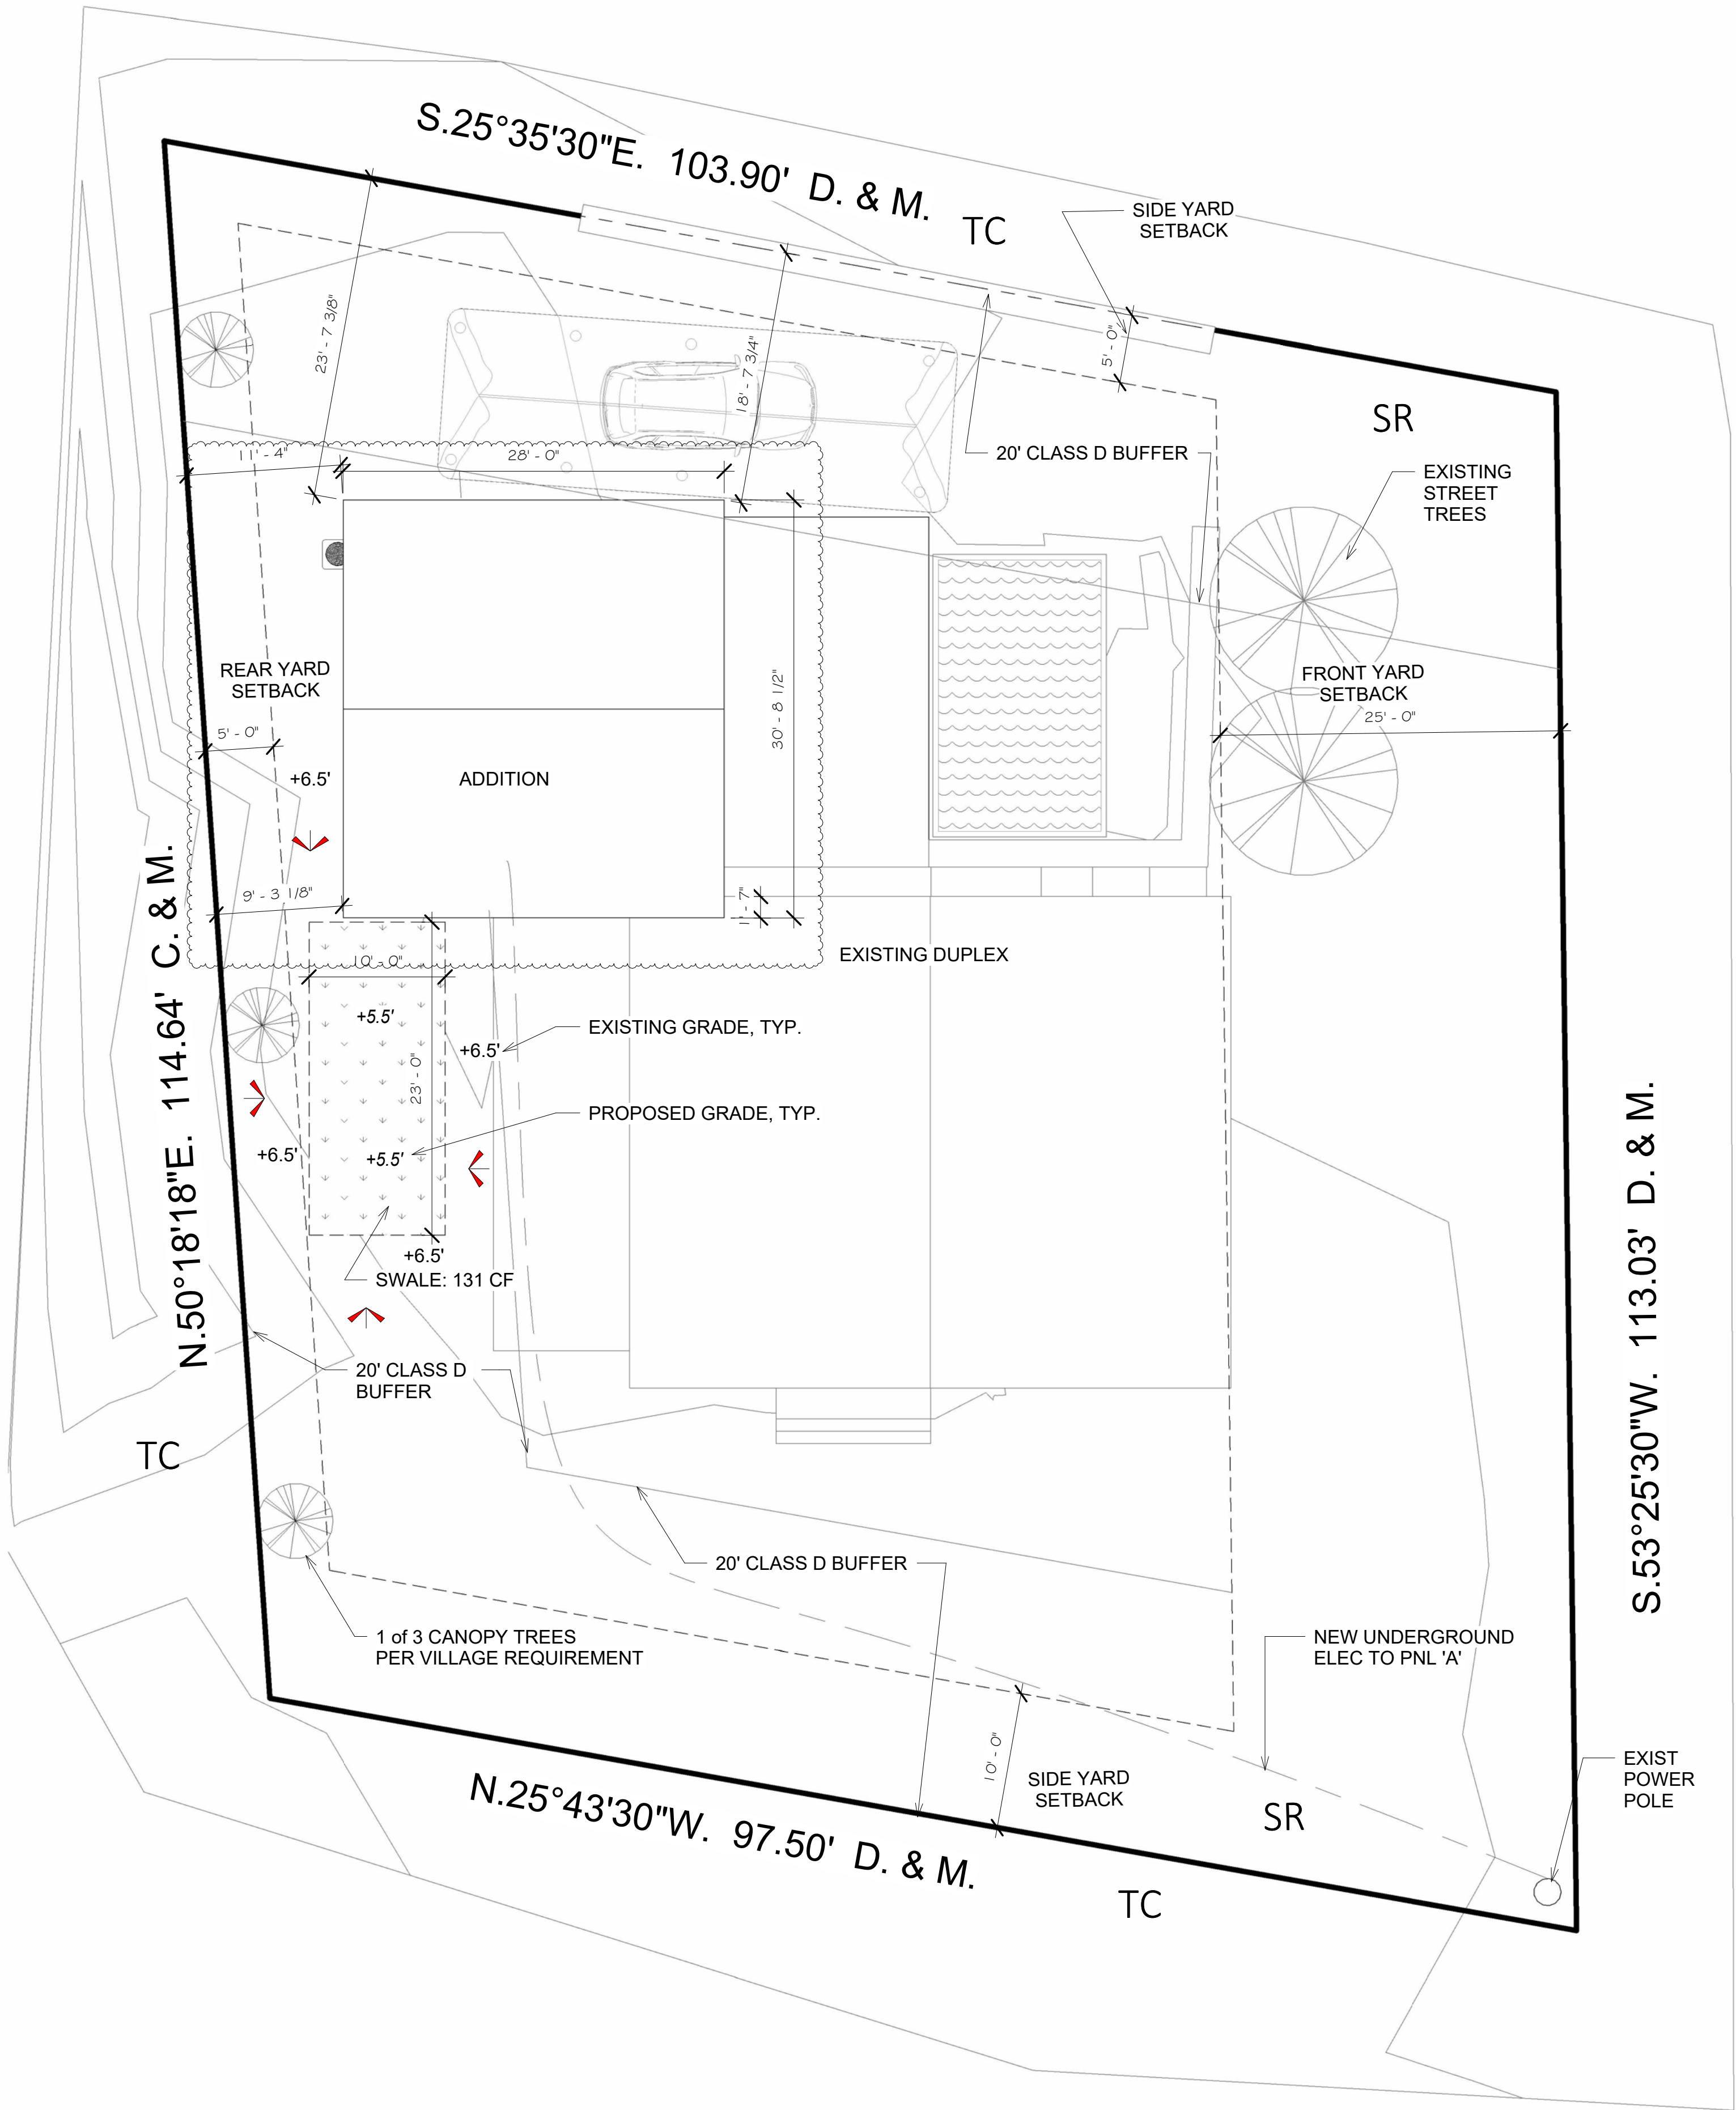 S.25°35'30"E. 103.90' D. & M.
TC
SIDE YARD
SETBACK
5' - 0"
23' - 7 3/8"
18' - 7 3/4"
SR
20' CLASS D BUFFER
EXISTING
STREET
TREES
11' - 4"
28' - 0"
REAR YARD
SETBACK
5' - 0"
+6.5'
ADDITION
30' - 8 1/2"
FRONT YARD
SETBACK
25' - 0"
9' - 3 1/8"
1' - 7"
N.50°18'18"E. 114.64' C. & M.
10' - 0"
EXISTING DUPLEX
+5.5'
EXISTING GRADE, TYP.
+6.5'
23' - 0"
PROPOSED GRADE, TYP.
+6.5'
+5.5'
+6.5'
SWALE: 131 CF
S.53°25'30"W. 113.03' D. & M.
20' CLASS D
BUFFER
TC
20' CLASS D BUFFER
1 of 3 CANOPY TREES
PER VILLAGE REQUIREMENT
NEW UNDERGROUND
ELEC TO PNL 'A'
10' - 0"
SIDE YARD
SETBACK
EXIST
POWER
POLE
SR
N.25°43'30"W. 97.50' D. & M.
TC